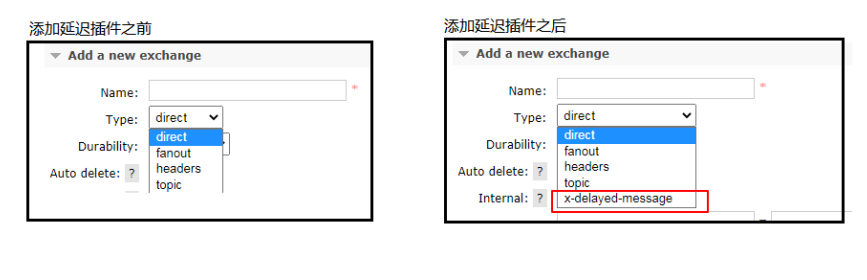 添加延迟插件之前
Add a new exchange
Name:
*
Type:
direct
direct
Durability:
fanout
headers
Auto delete: ?
topic
添加延迟插件之后
Add a new exchange
Name:
*
Type:
direct
direct
Durability:
fanout
headers
Auto delete: ?
topic
Internal: ?
x-delayed-message